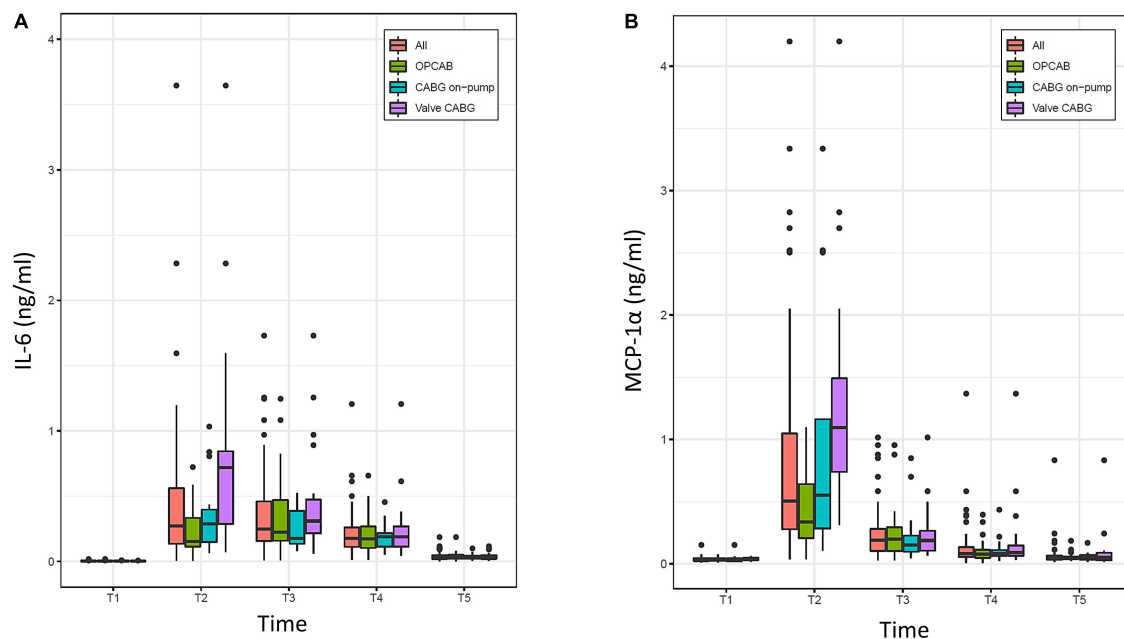 A
IL-6 (ng/ml)
4
3
2
1
0
All
OPCAB
CABG on-pump
Valve CABG
T1 T2 T3 T4 T5
Time
B
MCP-1α (ng/ml)
4
3
2
1
0
All
OPCAB
CABG on-pump
Valve CABG
T1 T2 T3 T4 T5
Time